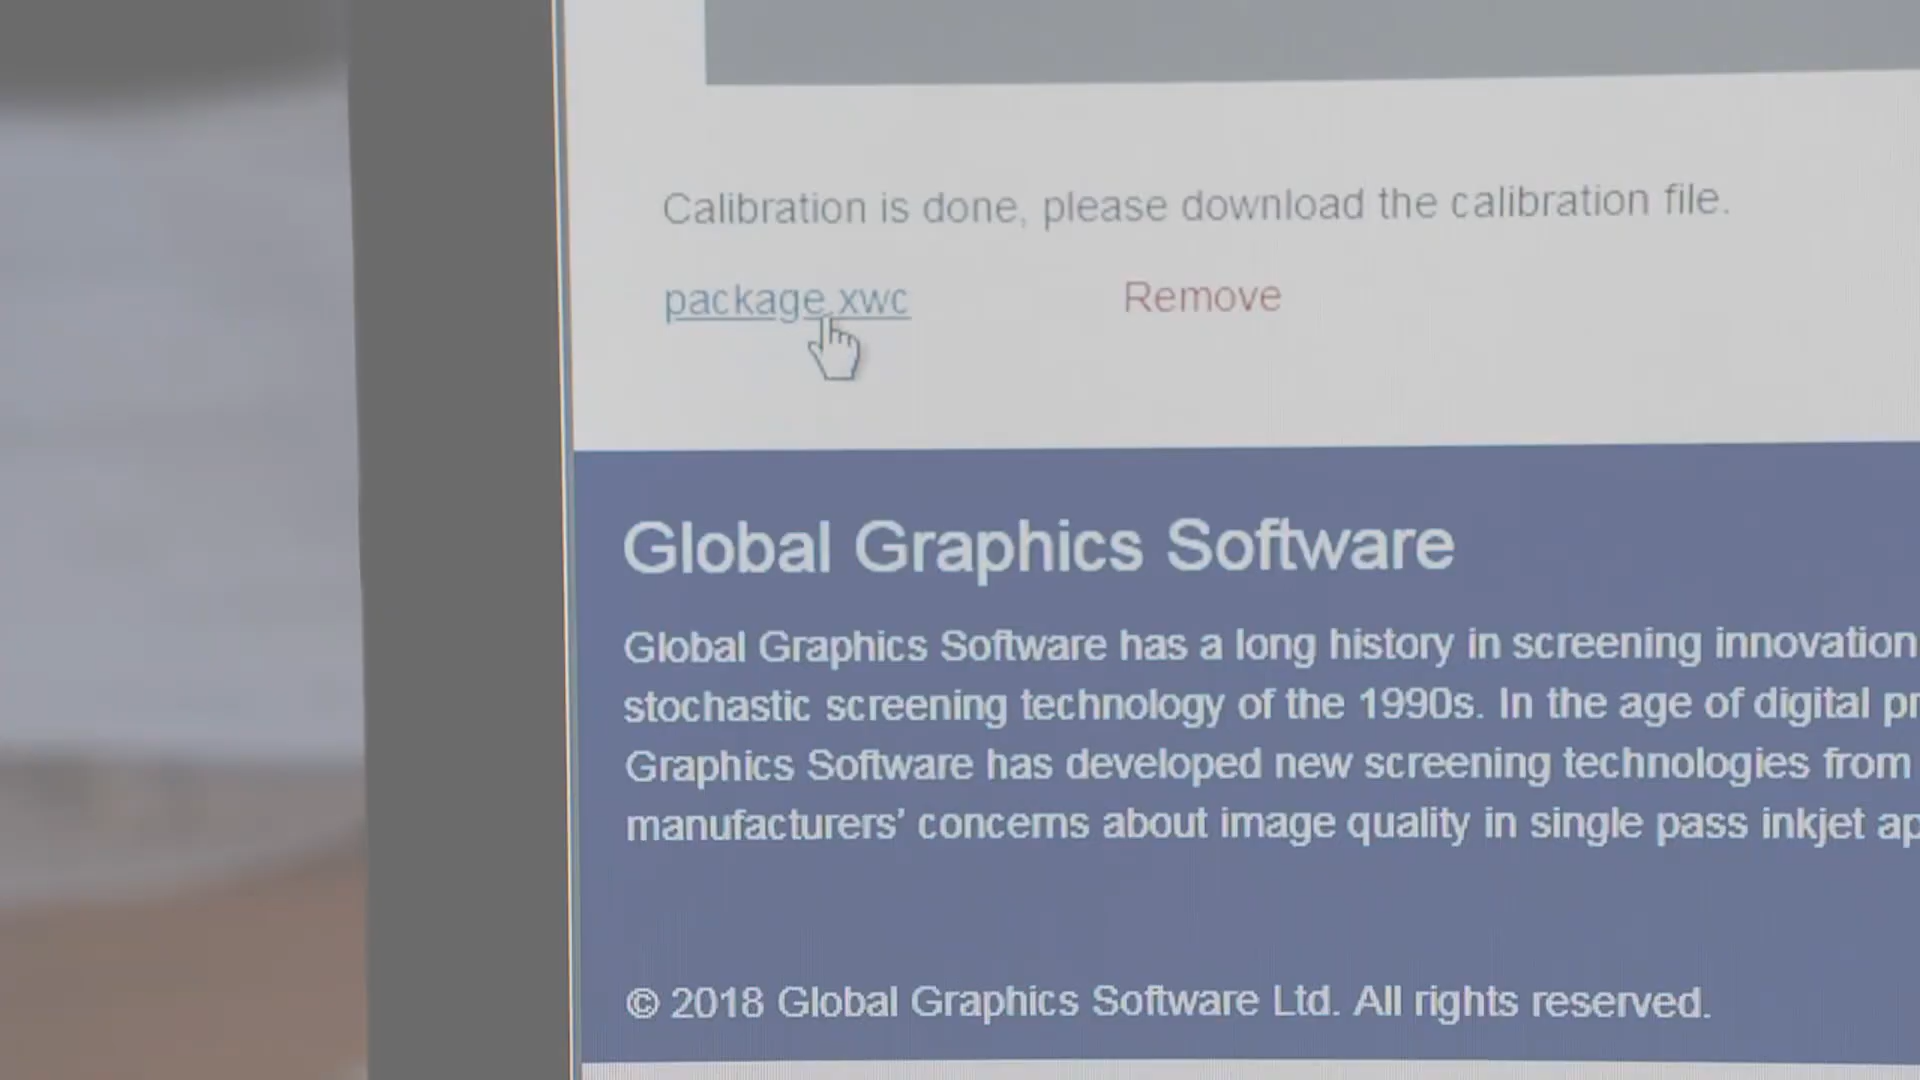 Calibration is done, please download the calibration file.
package.xwc Remove
Global Graphics Software
Global Graphics Software has a long history in screening innovation
stochastic screening technology of the 1990s. In the age of digital
Graphics Software has developed new screening technologies from
manufacturers’ concerns about image quality in single pass inkjet
© 2018 Global Graphics Software Ltd. All rights reserved.